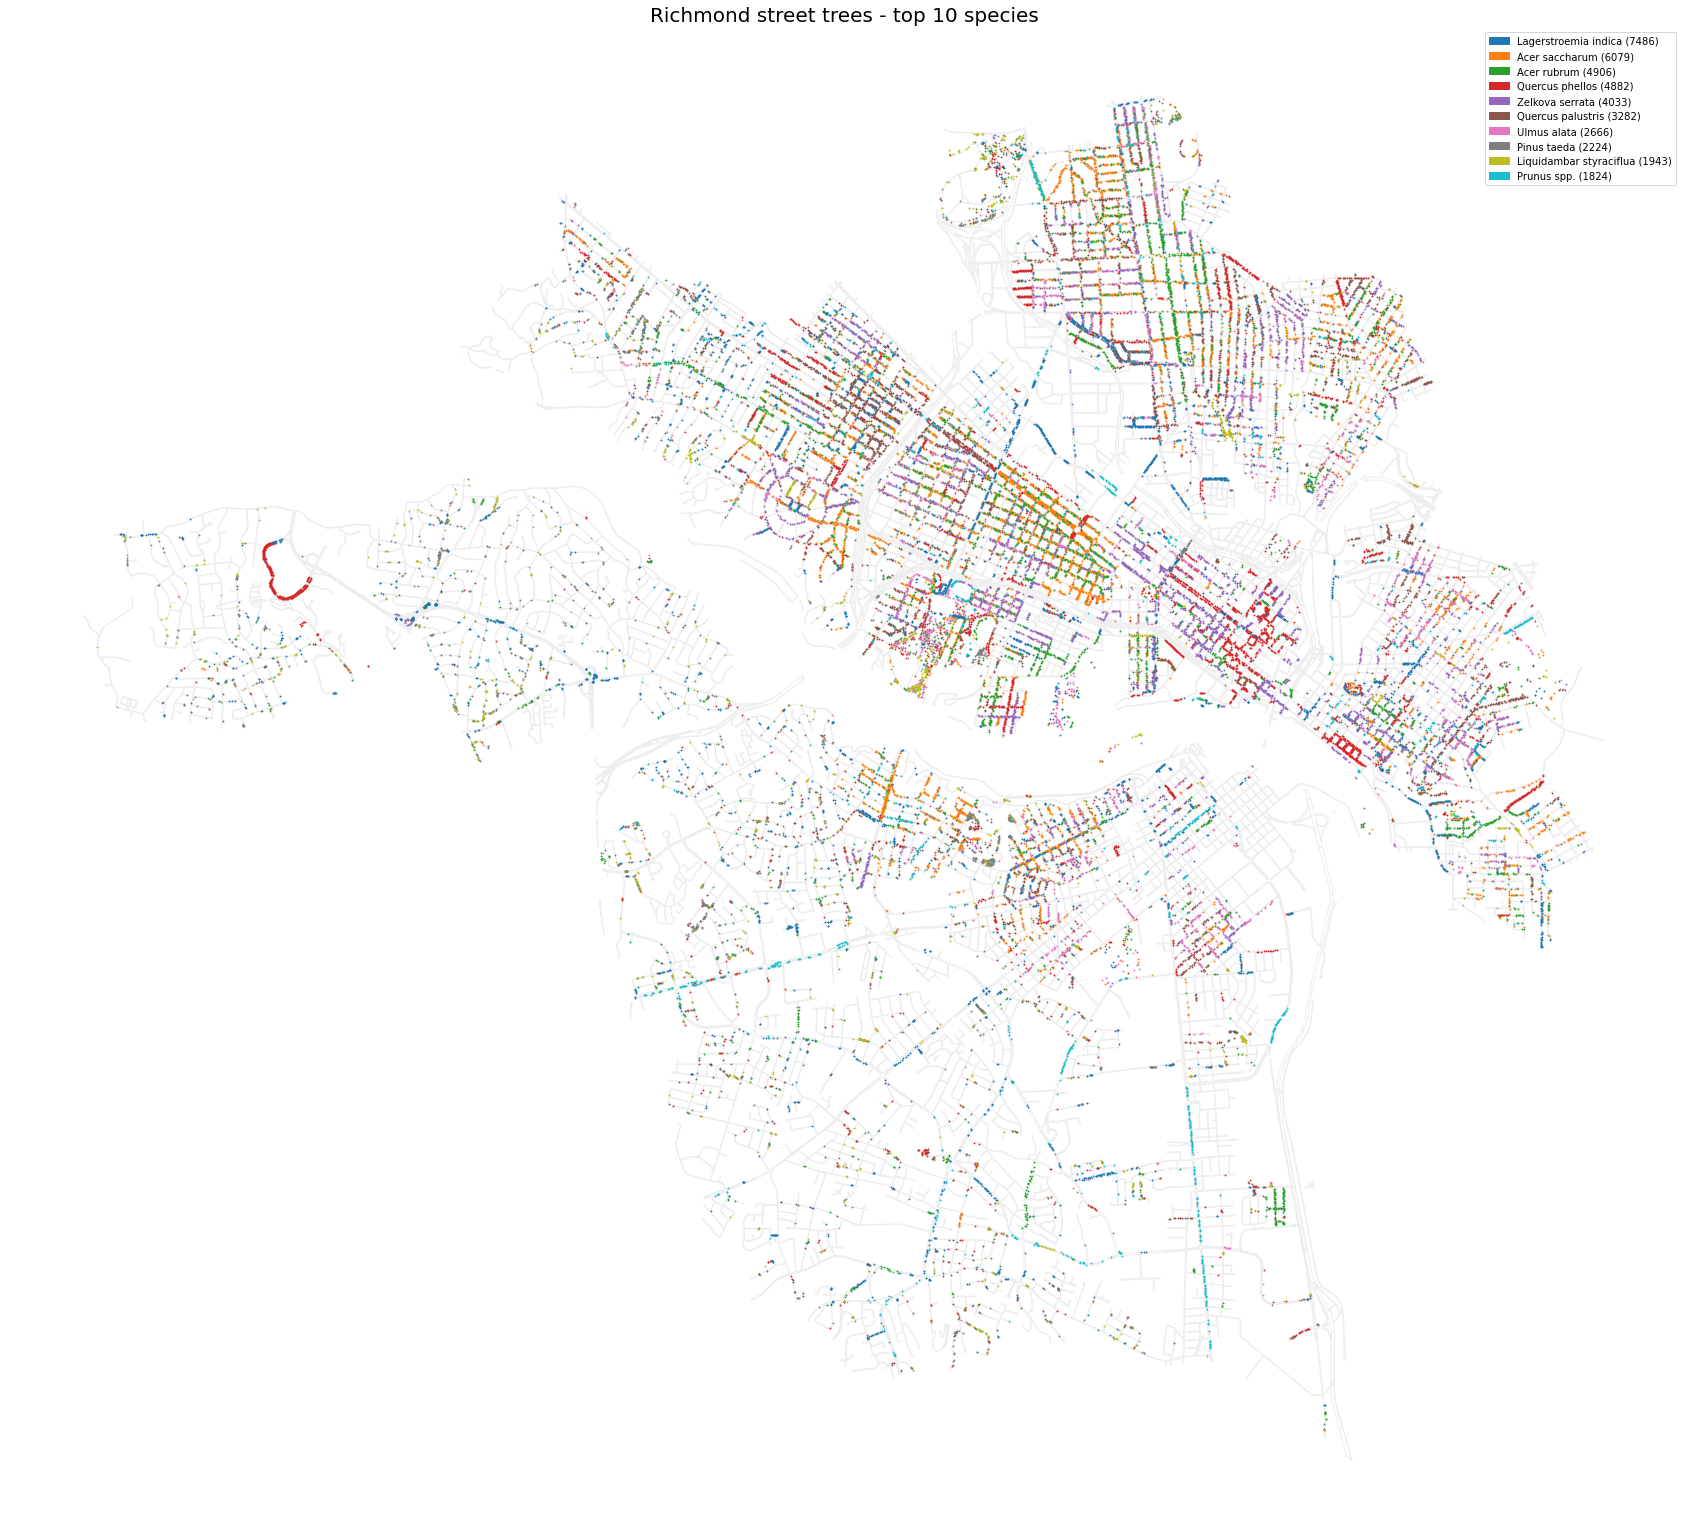 Richmond street trees - top 10 species
Lagerstroemia indica (7486)
Acer saccharum (6079)
Acer rubrum (4906)
Quercus phellos (4882)
Zelkova serrata (4033)
Quercus palustris (3282)
Ulmus alata (2666)
Pinus taeda (2224)
Liquidambar styraciflua (1943)
Prunus spp. (1824)